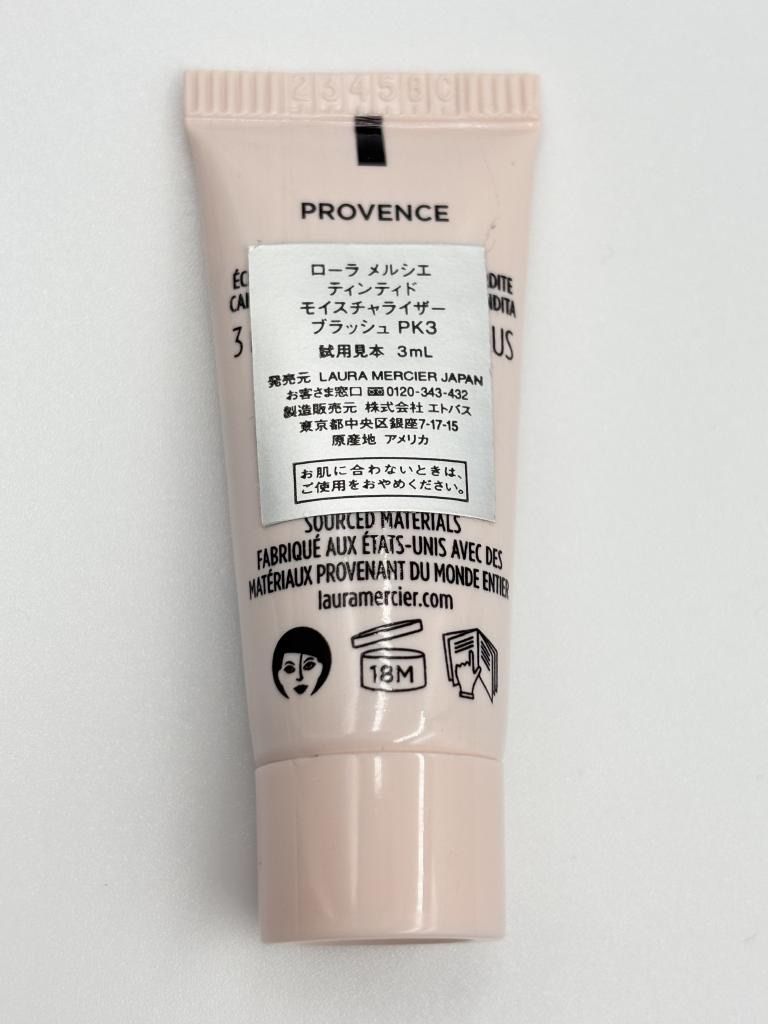 2345BC
PROVENCE
ローラ メルシエ
ティンティド
モイスチャライザー
ブラッシュ PK3
試用見本 3mL
発売元 LAURA MERCIER JAPAN
お客さま窓口 0120-343-432
製造販売元 株式会社 エトバス
東京都中央区銀座7-17-15
原産地 アメリカ
お肌に合わないときは、
ご使用をおやめください。
3 US
SOURCED MATERIALS
FABRIQUÉ AUX ÉTATS-UNIS AVEC DES
MATÉRIAUX PROVENANT DU MONDE ENTIER
lauramercier.com
18M